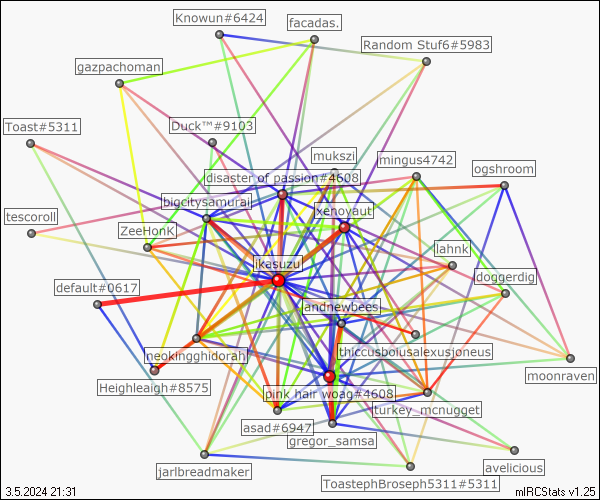 Knowun#6424
facadas.
Random Stuf6#5983
gazpachoman
Toast#5311
Duck™#9103
mukszi
mingus4742
ogshroom
disaster of passion#4608
bigcitysamurai
xenoyaut
tescoroll
ZeeHonk
lahnk
ikasuzu
doggerdig
default#0617
andnewbees
neokingghidorah
thiccusboiusalexusjoneus
moonraven
Heighleaigh#8575
pink hair woag#4608
turkey_mcnugget
asad#6947
gregor_samsa
jarlbreadmaker
avelicious
ToastephBroseph5311#5311
3.5.2024 21:31
mIRCStats v1.25